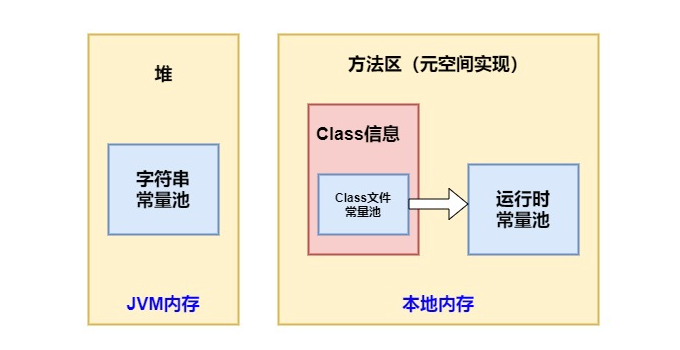 堆
字符串
常量池
JVM内存
方法区（元空间实现）
Class信息
Class文件
常量池
运行时
常量池
本地内存